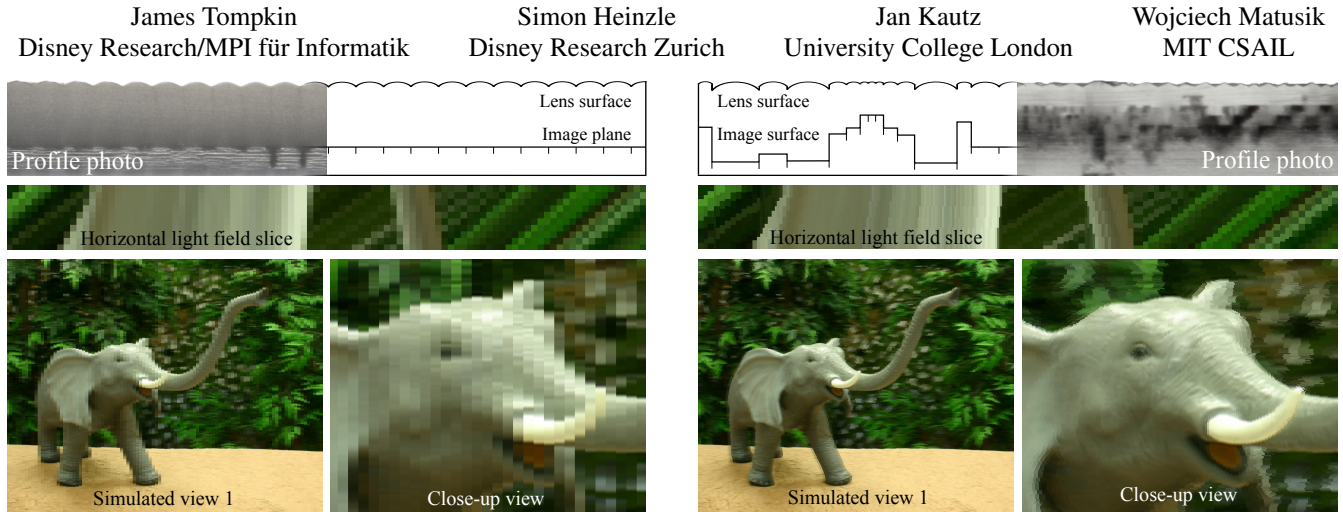 James Tompkin
Disney Research/MPI für Informatik
Simon Heinzle
Disney Research Zurich
Jan Kautz
University College London
Wojciech Matusik
MIT CSAIL
Lens surface
Image plane
Profile photo
Lens surface
Image surface
Profile photo
Horizontal light field slice
Horizontal light field slice
Simulated view 1
Close-up view
Simulated view 1
Close-up view